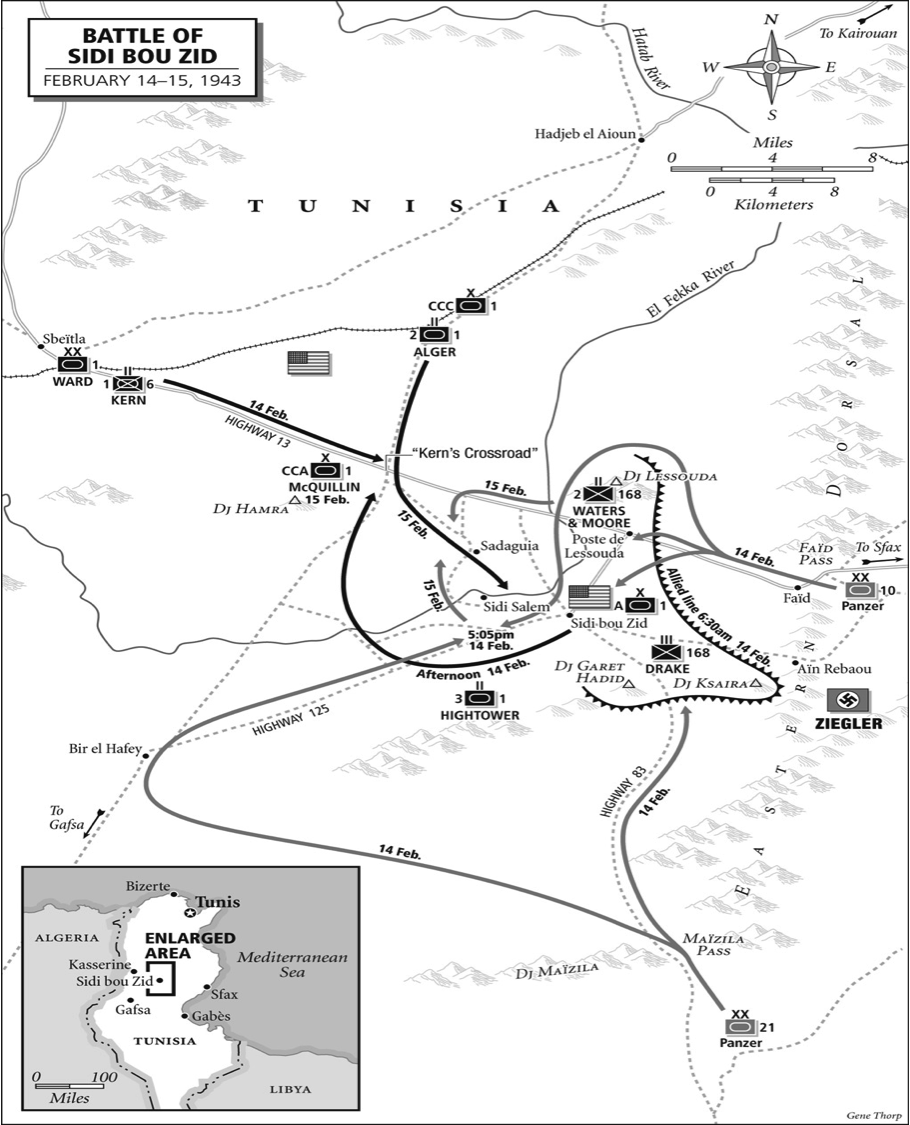 BATTLE OF
SIDI BOU ZID
FEBRUARY 14–15, 1943
To Kairouan
N
W
E
S
Hatab River
Hadjeb el Aioun
Miles
0 4 8
0 4 8
Kilometers
TUNISIA
El Fekka River
CCC X 1
II
2 1
ALGER
Sbeïtla
XX
1
WARD
II
1 6
KERN
14 Feb.
HIGHWAY 13
"Kern's Crossroad"
X
CCA 1
McQUILLIN
15 Feb.
DJ HAMRA
15 Feb.
15 Feb.
DJ LESSOUDA
II
2 168
WATERS
& MOORE
Poste de
Lessouda
Sadaguia
14 Feb.
FAÏD
PASS
To Sfax
XX
10
Panzer
Faïd
15 Feb.
Sidi Salem
X
A 1
Sidi bou Zid
Allied line 6:30am 14 Feb.
5:05pm
14 Feb.
III
168
DRAKE
Aïn Rebaou
Afternoon 14 Feb.
DJ GARET
HADID
DJ KSAIRA
II
3 1
HIGHTOWER
ZIEGLER
HIGHWAY 125
Bir el Hafey
HIGHWAY 83
14 Feb.
To
Gafsa
14 Feb.
EASTERN DORSAL
MAÏZILA
PASS
DJ MAÏZILA
XX
21
Panzer
Bizerte
Tunis
ALGERIA
ENLARGED
AREA
Mediterranean
Sea
Kasserine
Sidi bou Zid
Sfax
Gafsa
Gabès
TUNISIA
0 100
Miles
LIBYA
Gene Thorp